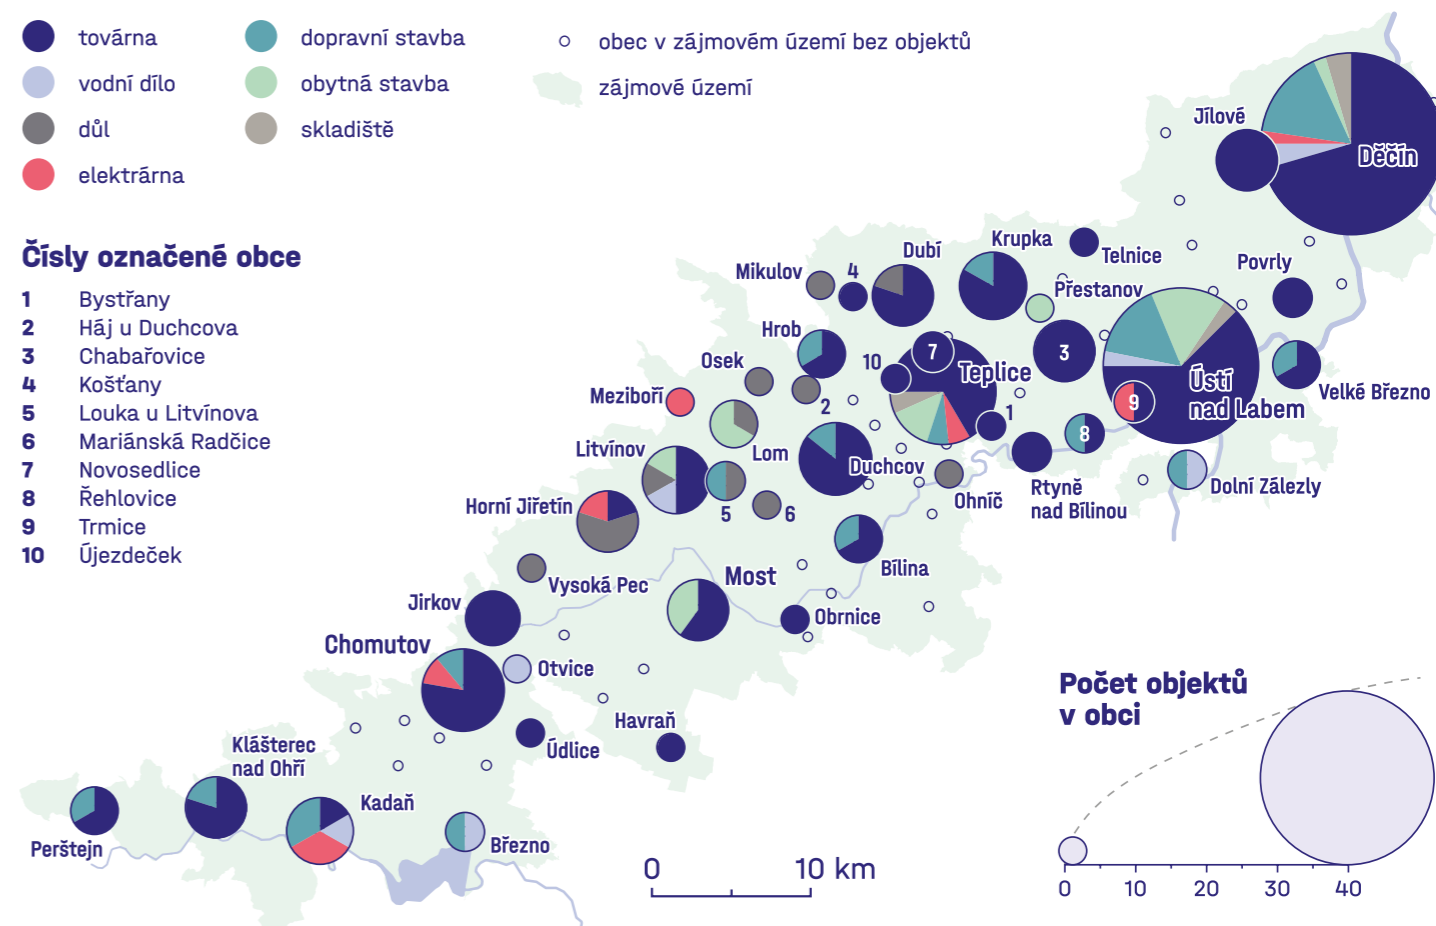 továrna
vodní dílo
důl
elektrárna
dopravní stavba
obytná stavba
skladiště
obec v zájmovém území bez objektů
zájmové území
Čísly označené obce
1 Bystřany
2 Háj u Duchcova
3 Chabařovice
4 Košťany
5 Louka u Litvínova
6 Mariánská Radčice
7 Novosedlice
8 Řehlovice
9 Trmice
10 Újezdeček
Jílové
Děčín
Dubí
Krupka
Telnice
Povrly
Mikulov
4
Přestanov
Hrob
7
3
Osek
10
Teplice
Ústí
nad Labem
Velké Březno
Meziboří
2
1
9
8
Litvínov
Lom
Duchcov
Ohníč
Rtyně
nad Bílinou
Dolní Zálezly
Horní Jiřetín
5
6
Bílina
Vysoká Pec
Most
Jirkov
Obrnice
Chomutov
Otvice
Havraň
Údlice
Klášterec
nad Ohří
Kadaň
Perštejn
Březno
0 10 km
Počet objektů
v obci
0 10 20 30 40